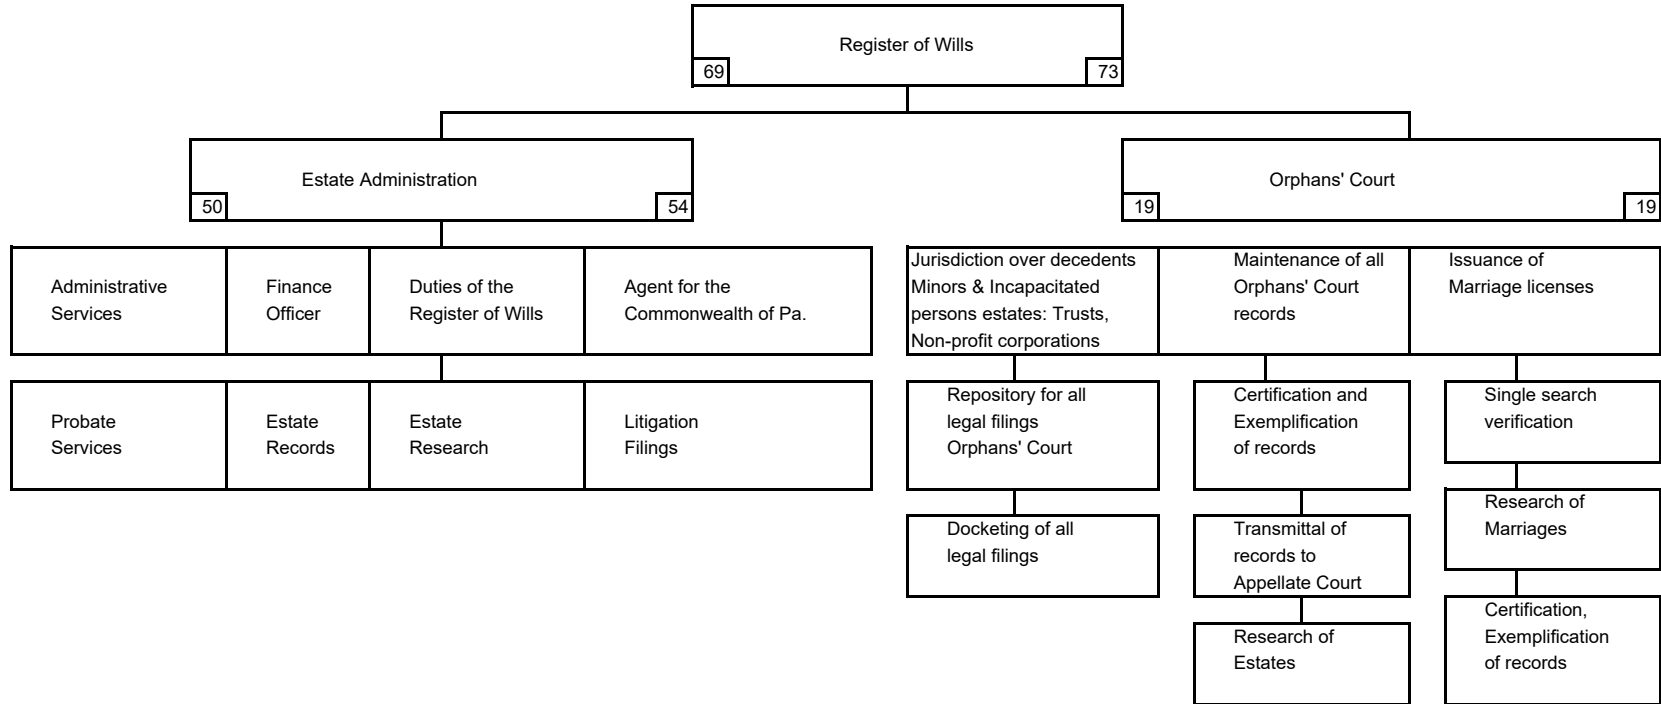 Register of Wills
69
73
Estate Administration
50
54
Orphans' Court
19
19
Administrative
Services
Finance
Officer
Duties of the
Register of Wills
Agent for the
Commonwealth of Pa.
Probate
Services
Estate
Records
Estate
Research
Litigation
Filings
Jurisdiction over decedents
Minors & Incapacitated
persons estates: Trusts,
Non-profit corporations
Maintenance of all
Orphans' Court
records
Issuance of
Marriage licenses
Repository for all
legal filings
Orphans' Court
Docketing of all
legal filings
Certification and
Exemplification
of records
Transmittal of
records to
Appellate Court
Research of
Estates
Single search
verification
Research of
Marriages
Certification,
Exemplification
of records